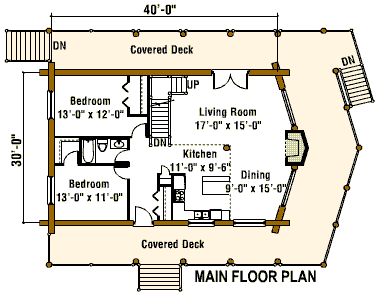 40'-0"
DN
Covered Deck
DN
Bedroom
13'-0" x 12'-0"
UP
Living Room
17'-0" x 15'-0"
30'-0"
DN
Kitchen
11'-0" x 9'-6"
Dining
9'-0" x 15'-0"
Bedroom
13'-0" x 11'-0"
Covered Deck
DN
MAIN FLOOR PLAN